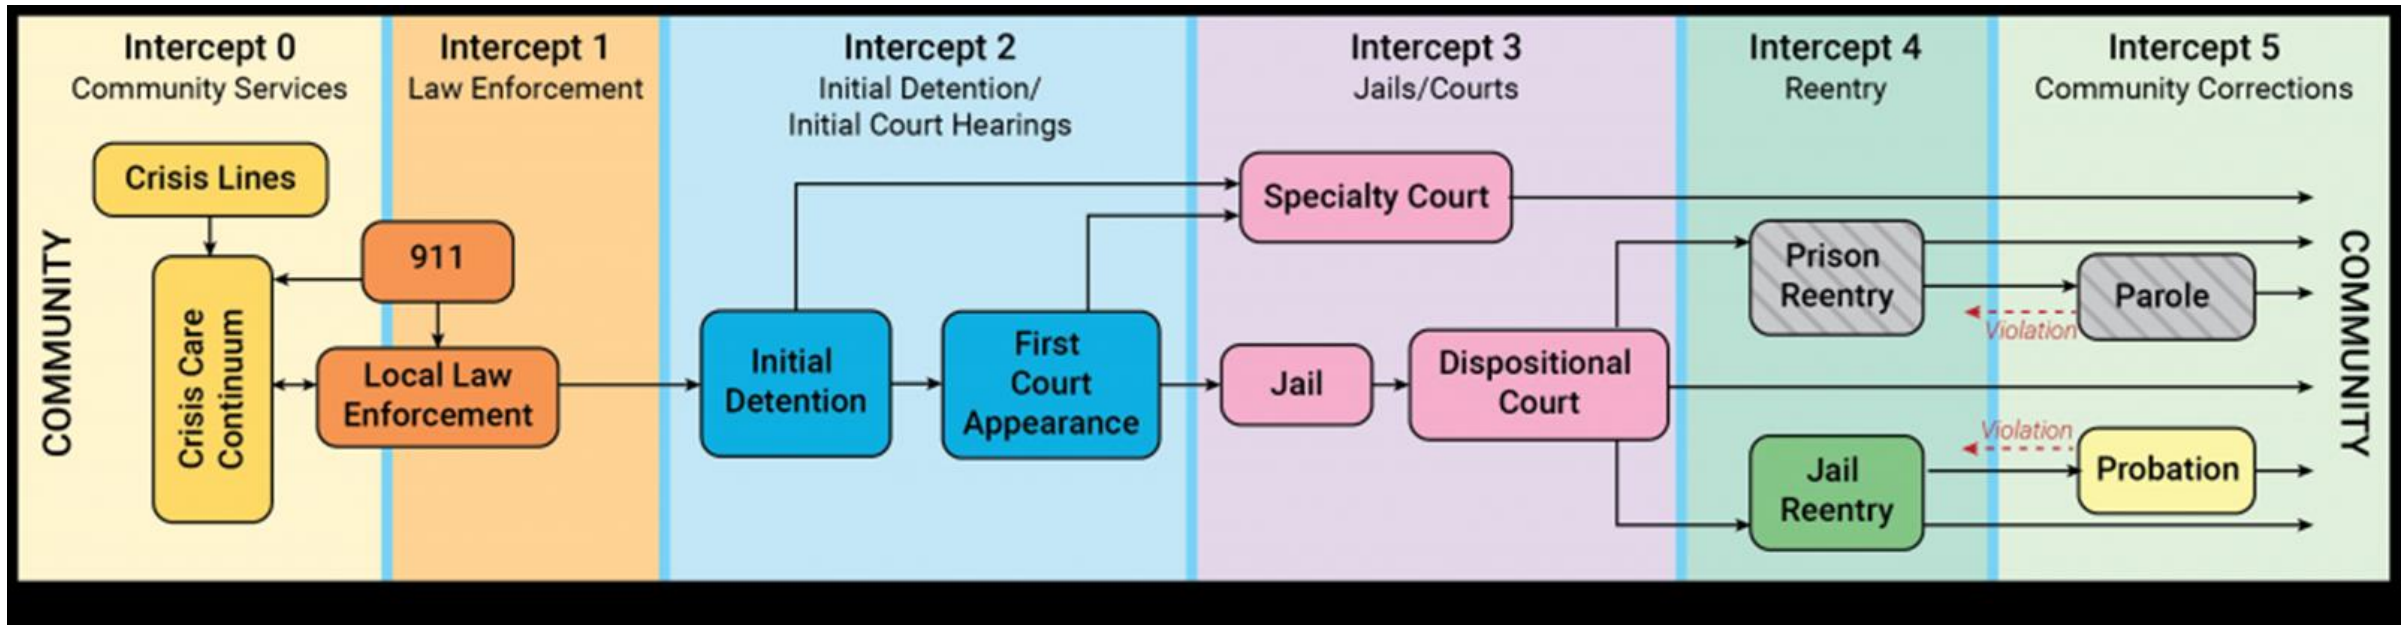 Intercept 0
Community Services
Intercept 1
Law Enforcement
Intercept 2
Initial Detention/
Initial Court Hearings
Intercept 3
Jails/Courts
Intercept 4
Reentry
Intercept 5
Community Corrections
COMMUNITY
Crisis Lines
Crisis Care
Continuum
911
Local Law
Enforcement
Initial
Detention
First
Court
Appearance
Specialty Court
Jail
Dispositional
Court
Prison
Reentry
Parole
Violation
Violation
Jail
Reentry
Probation
COMMUNITY